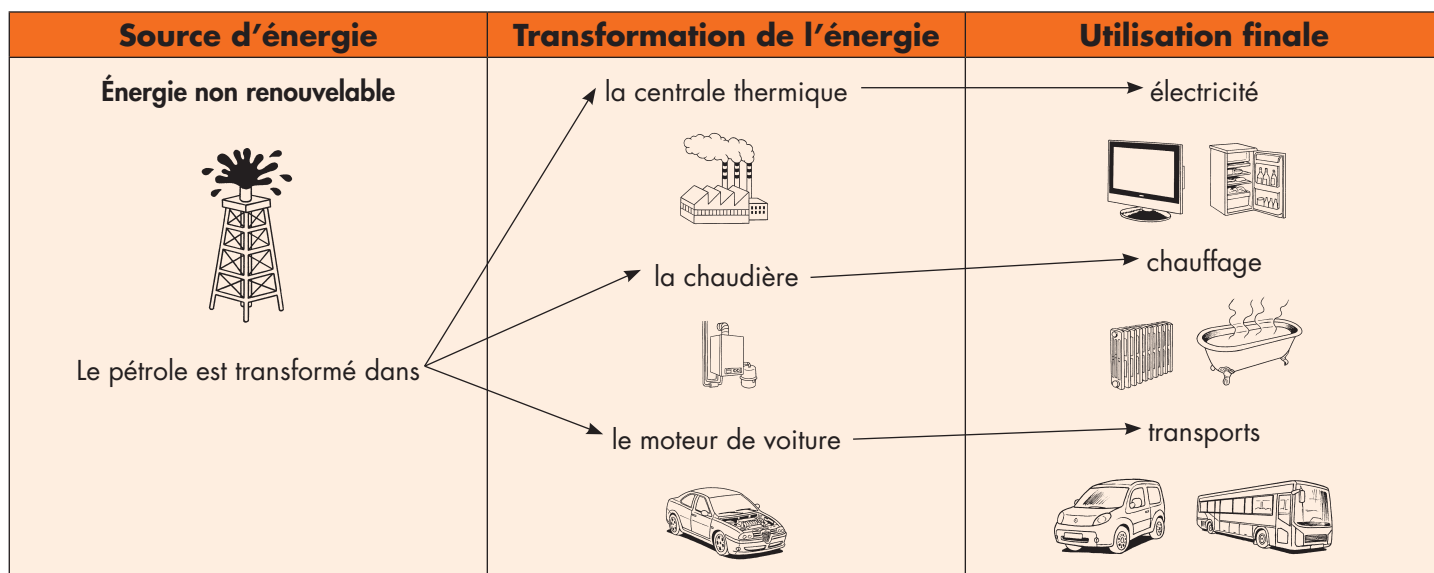 Source d'énergie
Transformation de l'énergie
Utilisation finale
Énergie non renouvelable
la centrale thermique
électricité
la chaudière
chauffage
Le pétrole est transformé dans
le moteur de voiture
transports